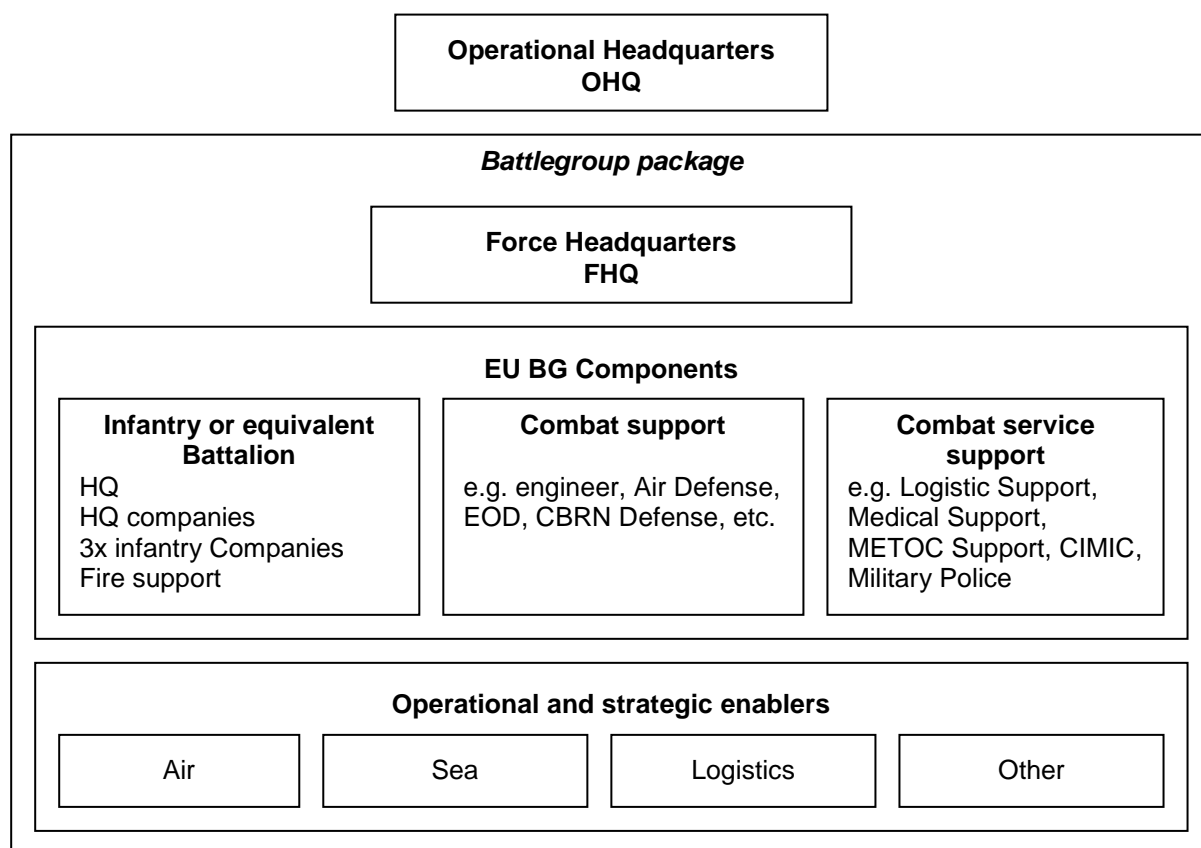 Operational Headquarters
OHQ
Battlegroup package
Force Headquarters
FHQ
EU BG Components
Infantry or equivalent
Battalion
HQ
HQ companies
3x infantry Companies
Fire support
Combat support
e.g. engineer, Air Defense,
EOD, CBRN Defense, etc.
Combat service
support
e.g. Logistic Support,
Medical Support,
METOC Support, CIMIC,
Military Police
Operational and strategic enablers
Air
Sea
Logistics
Other